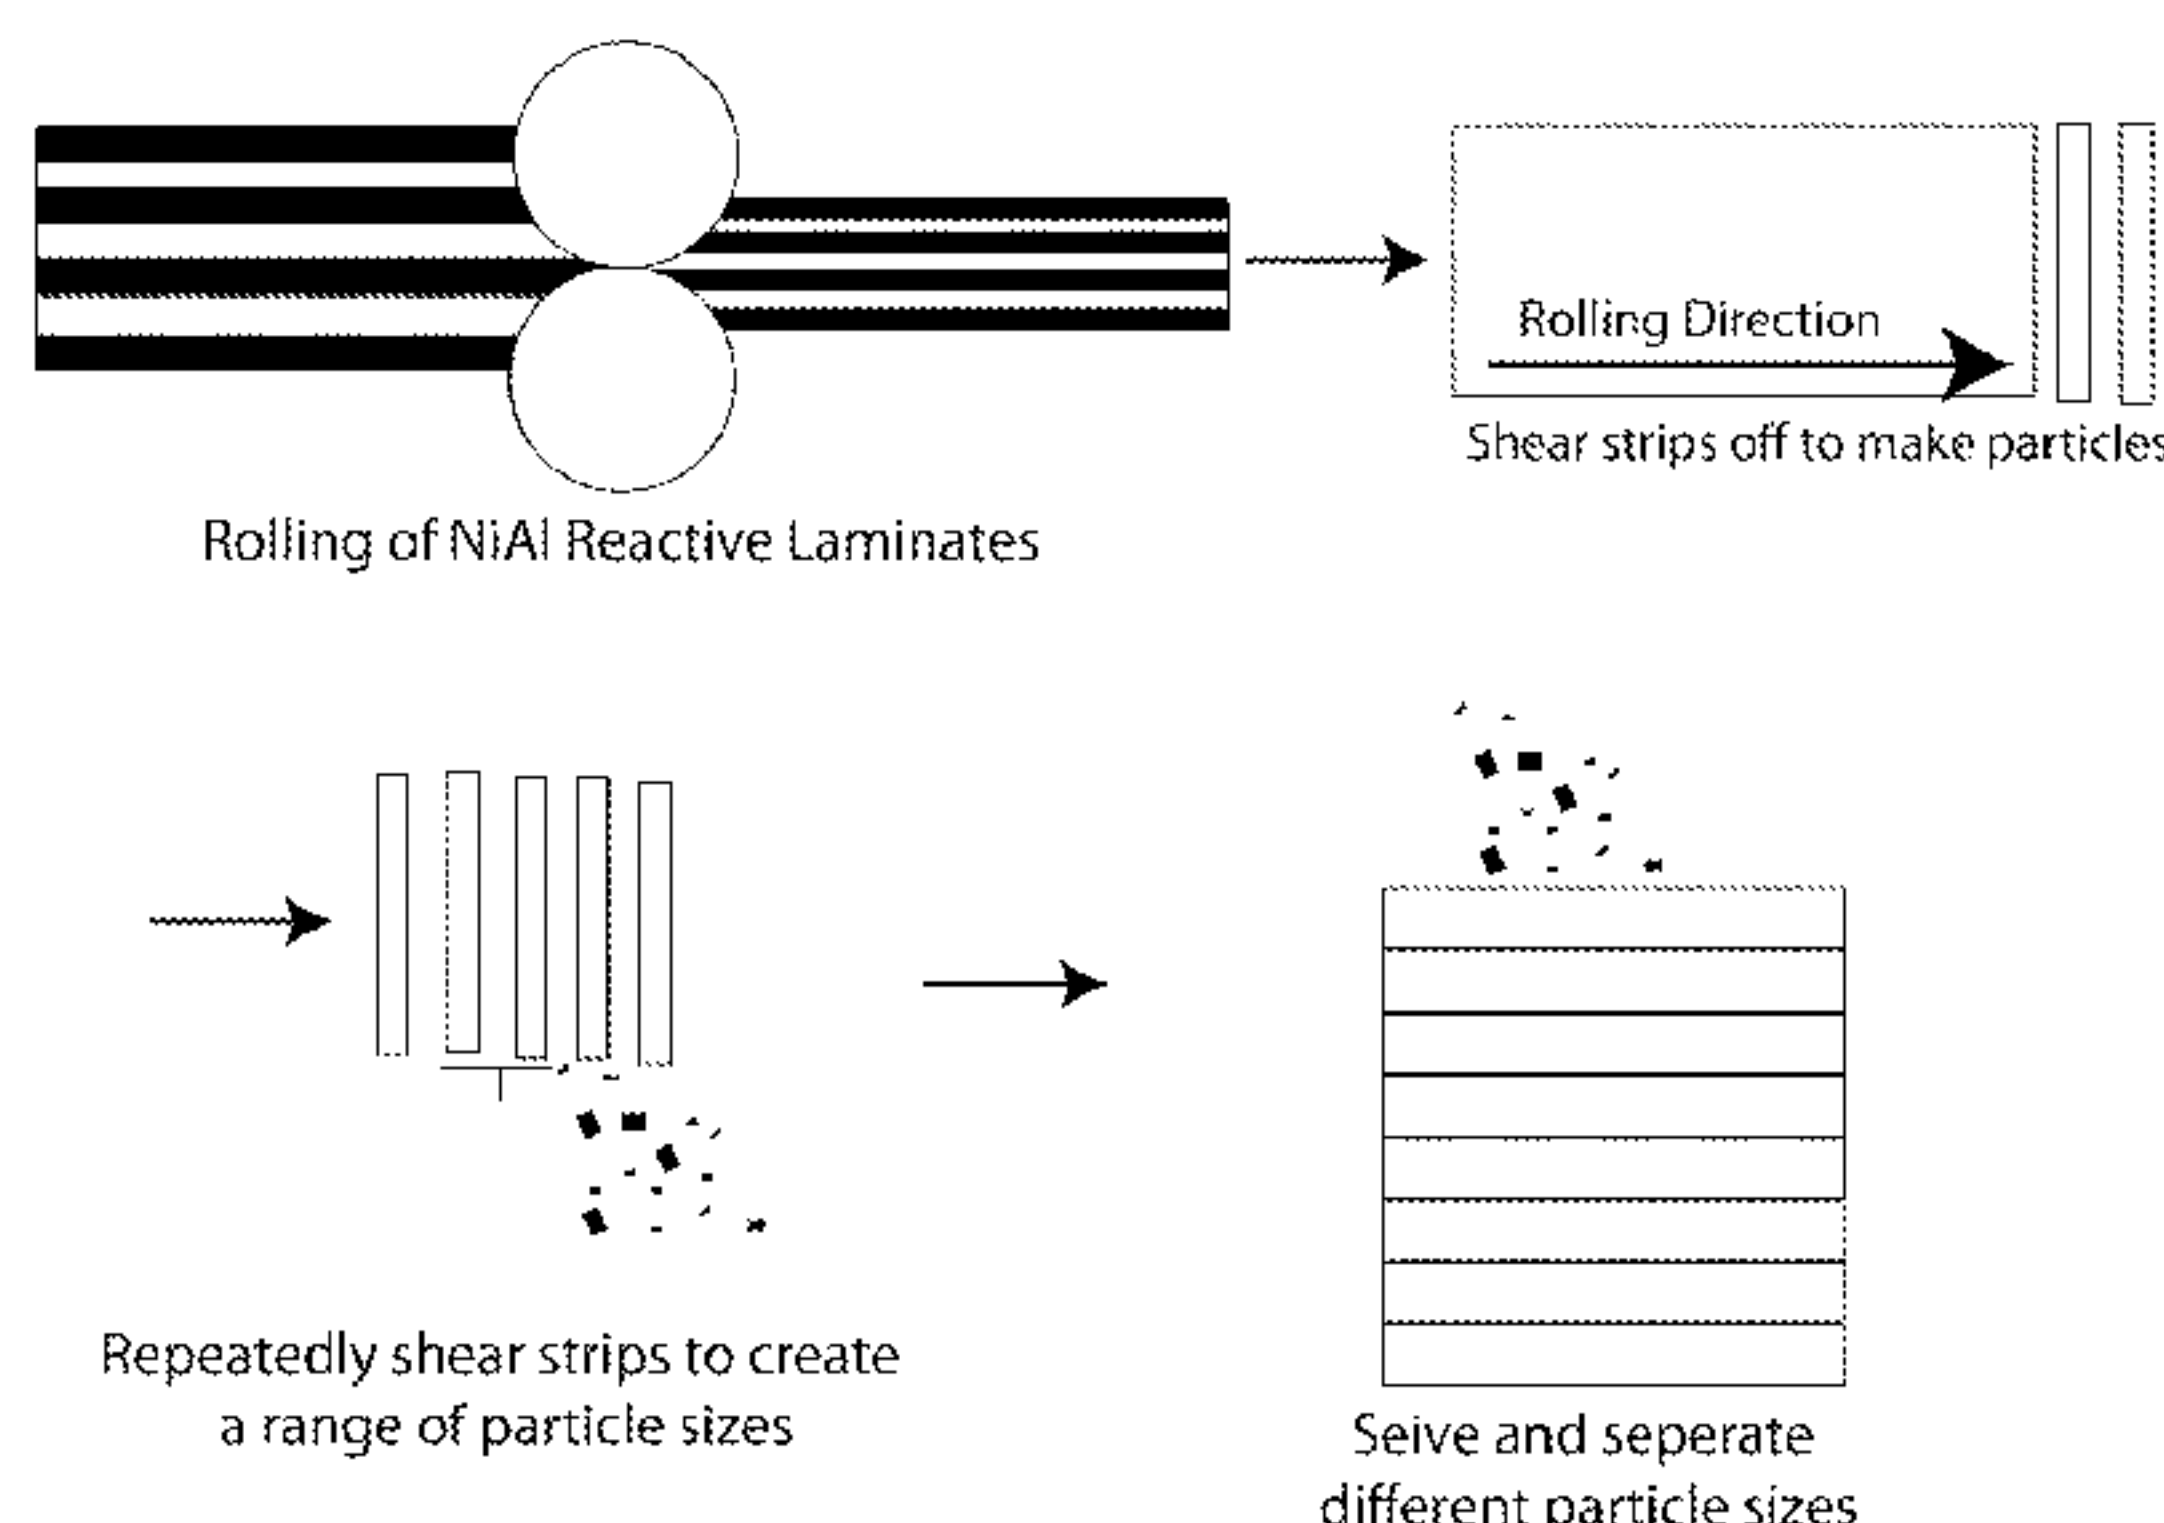 Rolling Direction
Shear strips off to make particles
Rolling of NiAl Reactive Laminates
Repeatedly shear strips to create
a range of particle sizes
Seive and seperate
different particle sizes